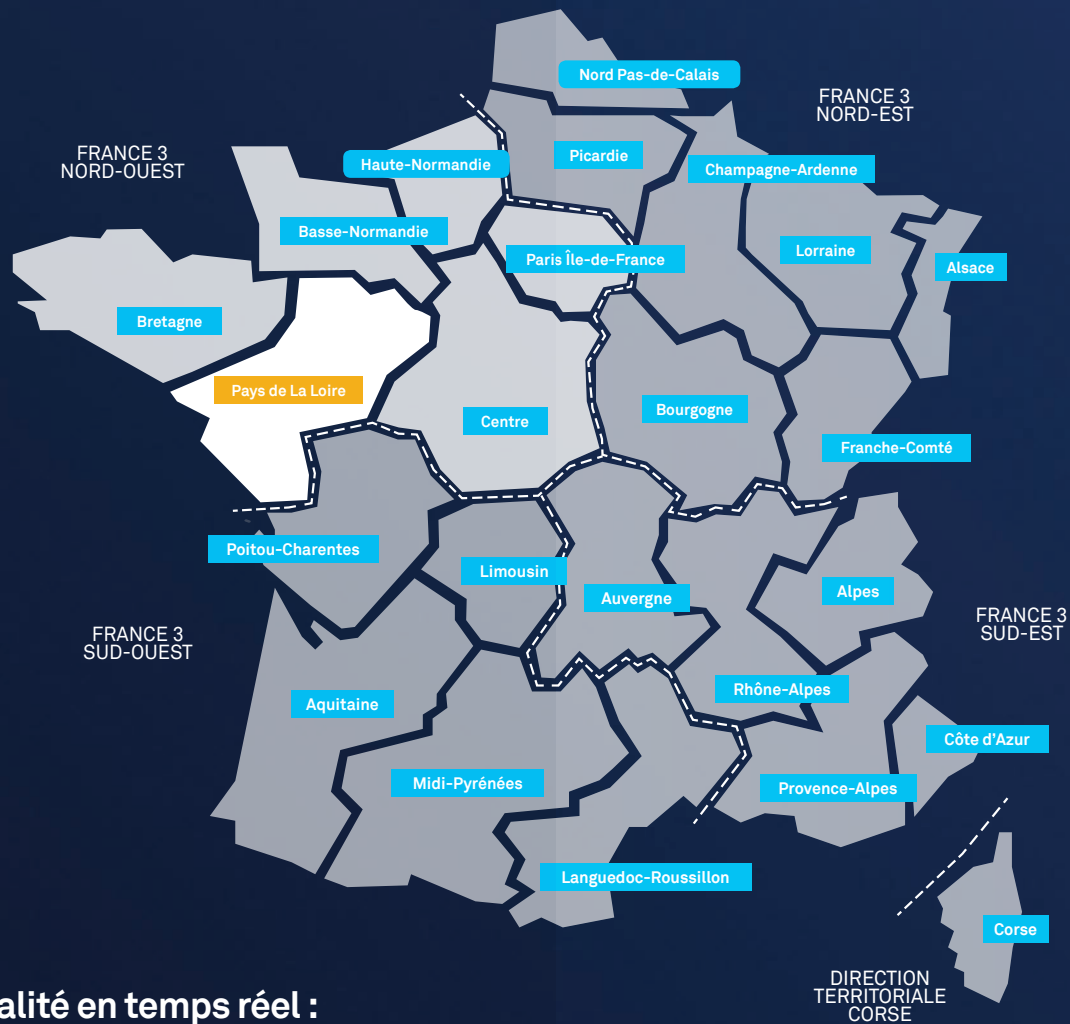 Nord Pas-de-Calais
FRANCE 3
NORD-EST
FRANCE 3
NORD-OUEST
Haute-Normandie
Picardie
Champagne-Ardenne
Basse-Normandie
Paris Île-de-France
Lorraine
Alsace
Bretagne
Pays de La Loire
Centre
Bourgogne
Franche-Comté
Poitou-Charentes
Limousin
Auvergne
Alpes
FRANCE 3
SUD-OUEST
FRANCE 3
SUD-EST
Aquitaine
Rhône-Alpes
Côte d'Azur
Midi-Pyrénées
Provence-Alpes
Languedoc-Roussillon
Corse
DIRECTION
TERRITORIALE
CORSE
alité en temps réel :